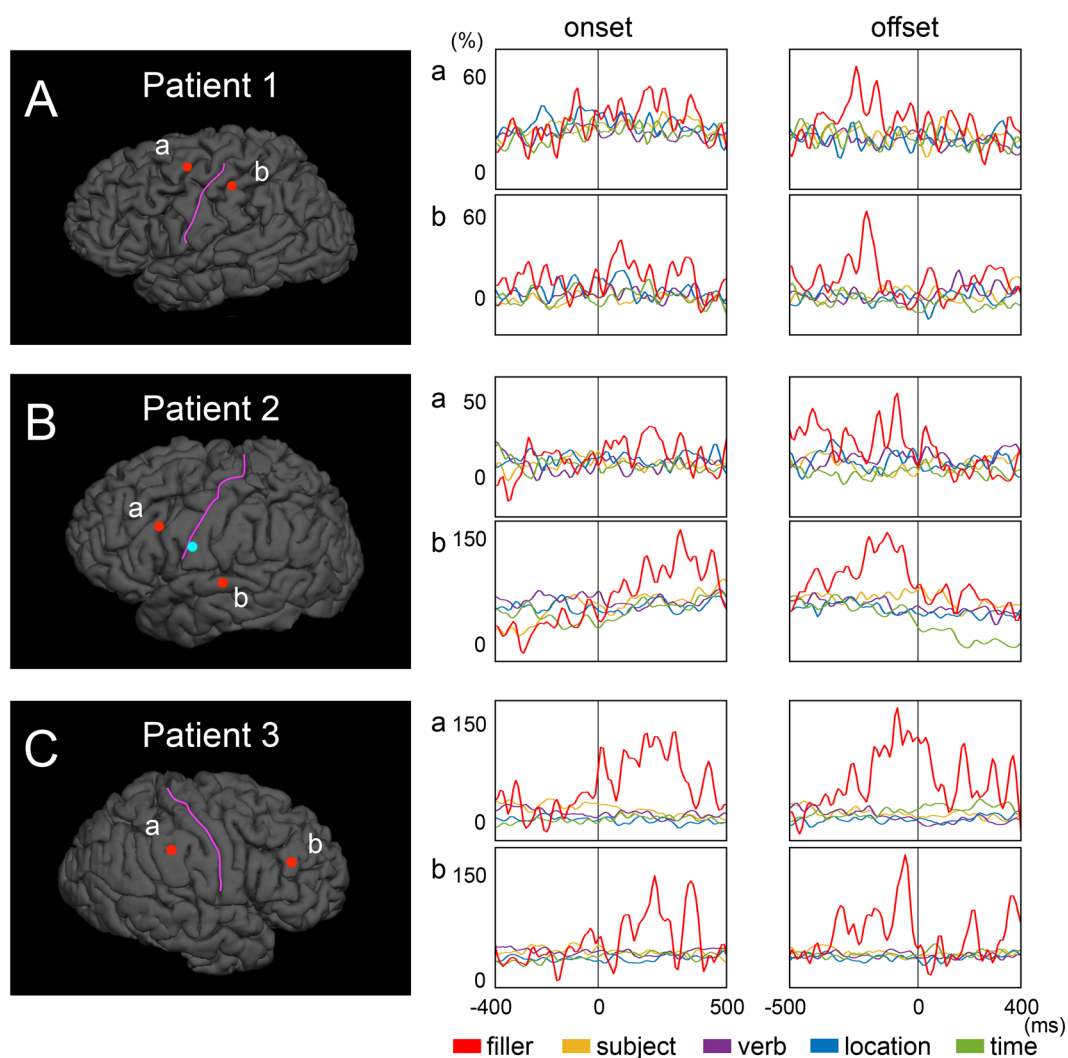 onset offset
(%)
A Patient 1
a
b
a
60
0
b
60
0
B Patient 2
a
b
a
50
0
b
150
0
C Patient 3
a
b
a
150
0
b
150
0
-400 0 500 -500 0 400
(ms)
filler subject verb location time